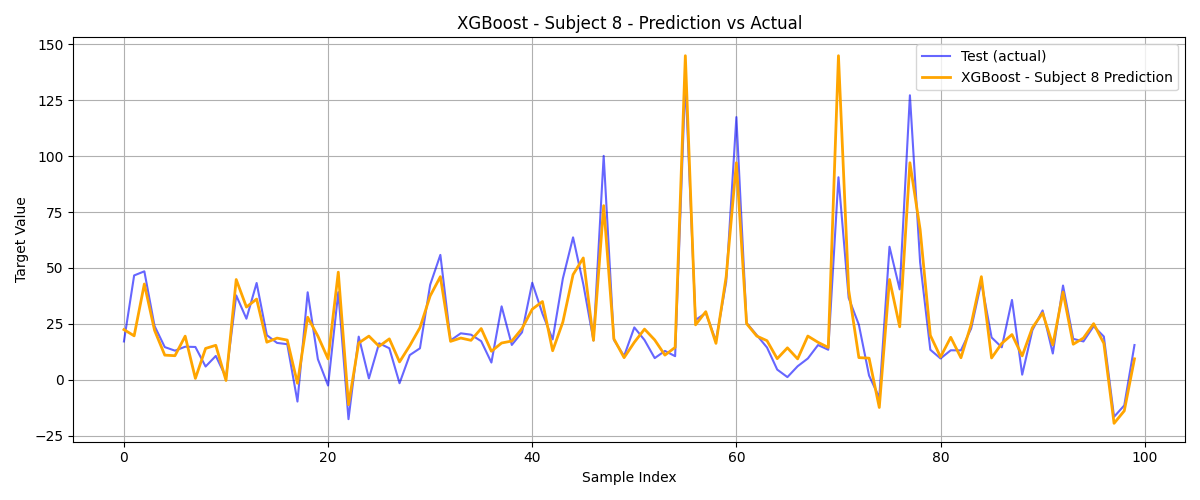 XGBoost - Subject 8 - Prediction vs Actual
Test (actual)
XGBoost - Subject 8 Prediction
Target Value
150
125
100
75
50
25
0
−25
0
20
40
60
80
100
Sample Index